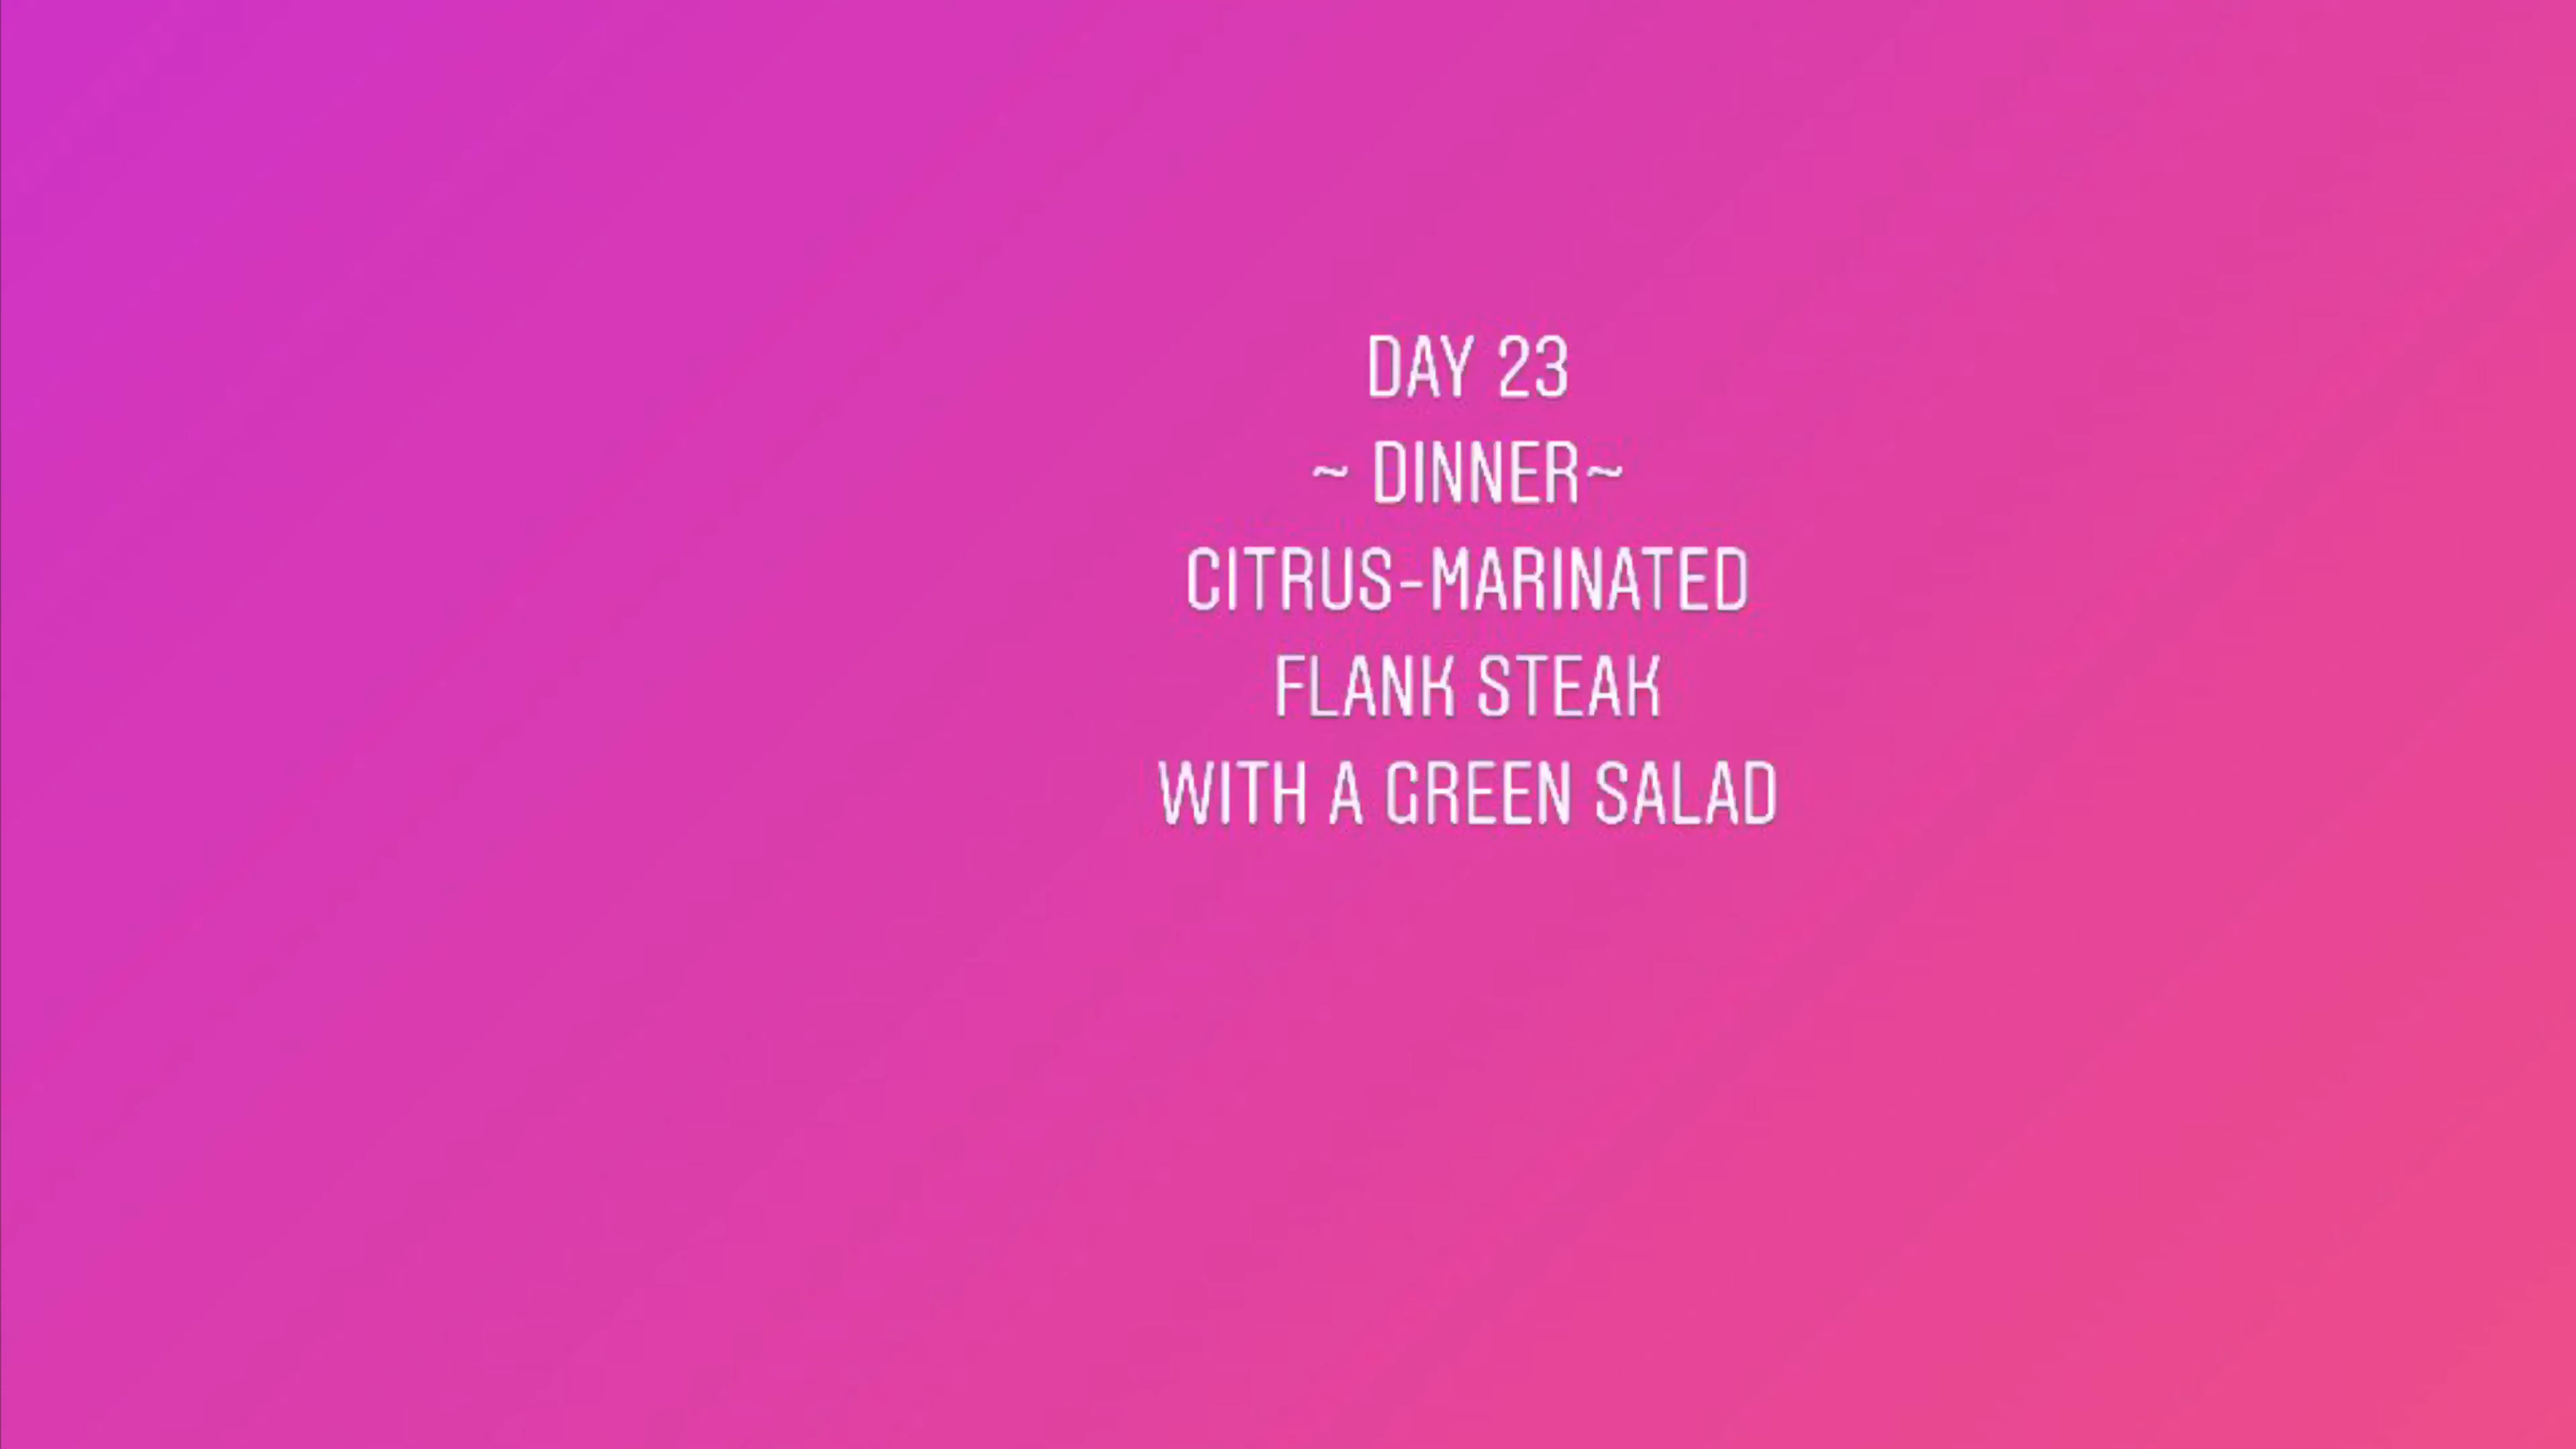 DAY 23
~ DINNER~
CITRUS-MARINATED
FLANK STEAK
WITH A GREEN SALAD